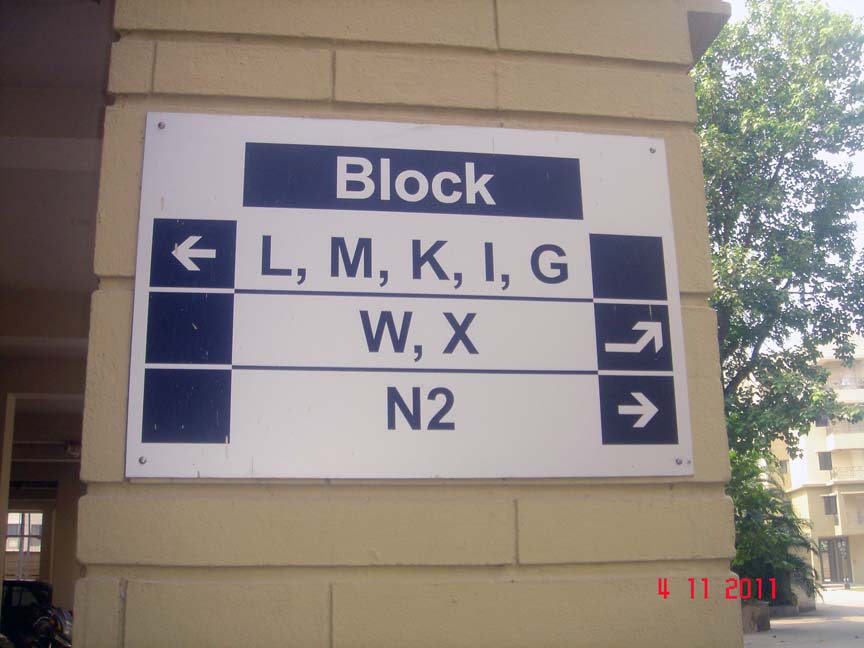 Block
L, M, K, I, G
W, X
N2
4 11 2011